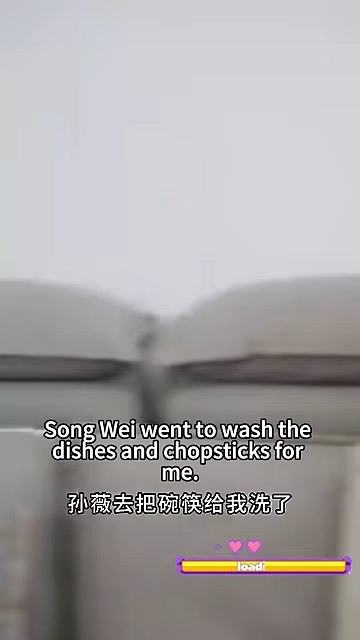 Song Wei went to wash the
dishes and chopsticks for
me.
孙薇去把碗筷给我洗了
loadi